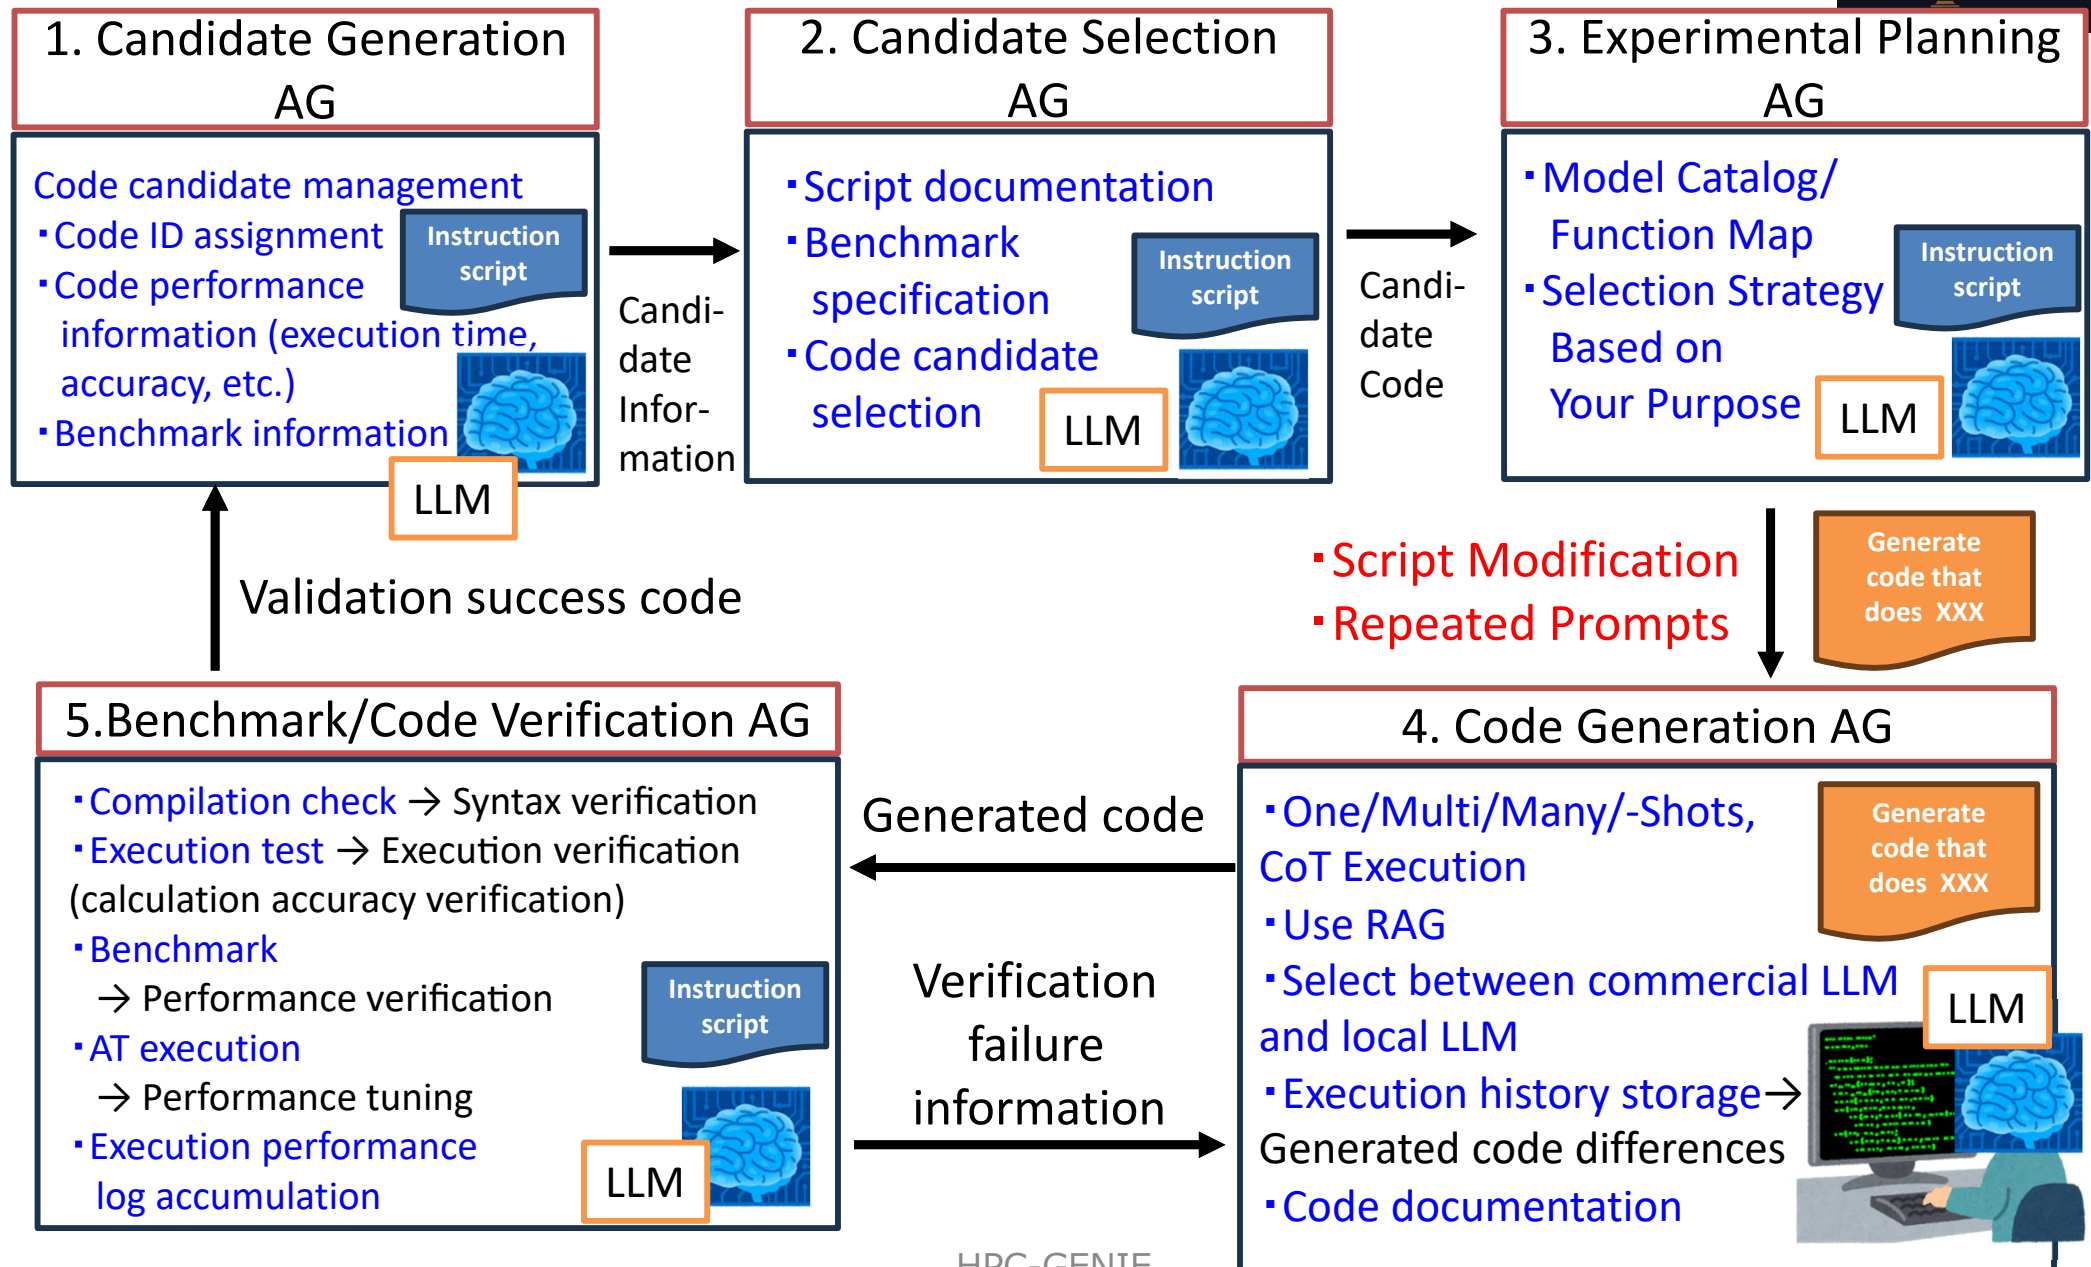 1. Candidate Generation
AG
Code candidate management
・Code ID assignment
・Code performance
information (execution time,
accuracy, etc.)
・Benchmark information
Instruction
script
LLM
Candi-
date
Infor-
mation
2. Candidate Selection
AG
・Script documentation
・Benchmark
specification
・Code candidate
selection
Instruction
script
LLM
Candi-
date
Code
3. Experimental Planning
AG
・Model Catalog/
Function Map
・Selection Strategy
Based on
Your Purpose
Instruction
script
LLM
・Script Modification
・Repeated Prompts
Generate
code that
does XXX
4. Code Generation AG
・One/Multi/Many/-Shots,
CoT Execution
・Use RAG
・Select between commercial LLM
and local LLM
・Execution history storage→
Generated code differences
・Code documentation
Generate
code that
does XXX
LLM
Generated code
Verification
failure
information
5.Benchmark/Code Verification AG
・Compilation check → Syntax verification
・Execution test → Execution verification
(calculation accuracy verification)
・Benchmark
→ Performance verification
・AT execution
→ Performance tuning
・Execution performance
log accumulation
Instruction
script
LLM
Validation success code
HPC-GENIE